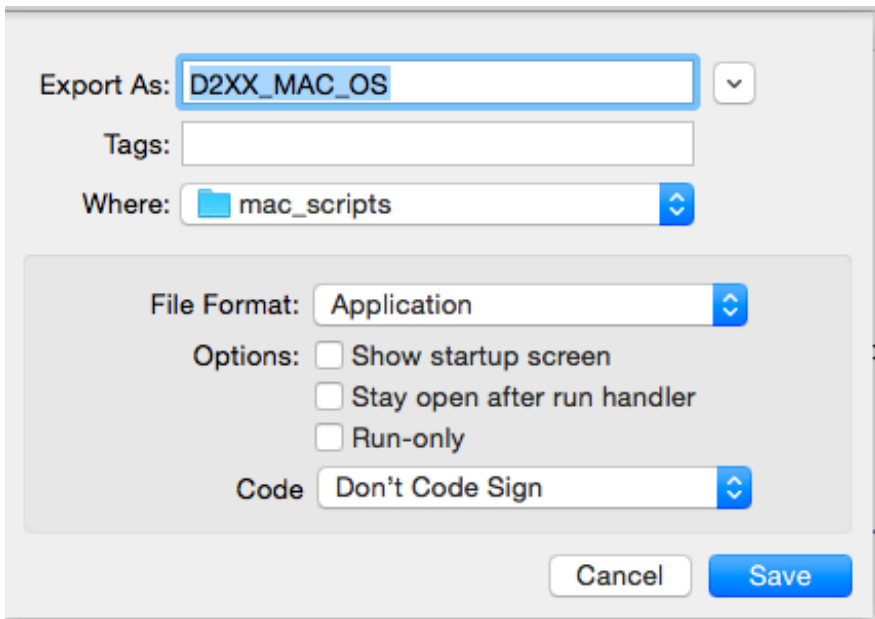 Export As: D2XX_MAC_OS
Tags:
Where: mac_scripts
File Format: Application
Options: Show startup screen
Stay open after run handler
Run-only
Code Don't Code Sign
Cancel Save